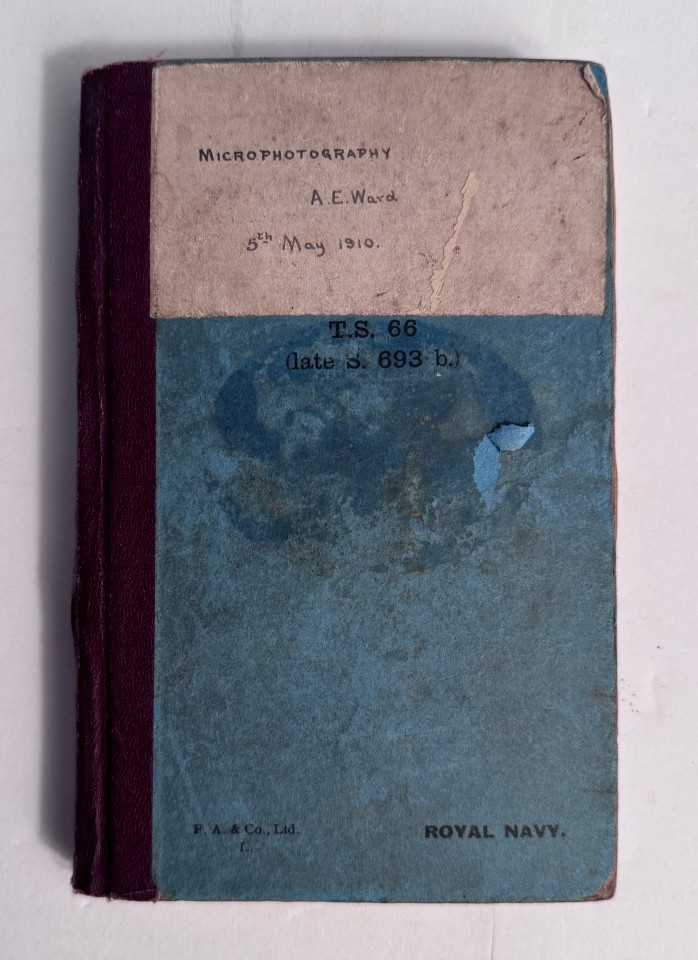 MICROPHOTOGRAPHY
A.E. Ward
5th May 1910.
T.S. 66
(late S. 693 b.)
F. A. & Co., Ltd.
L.
ROYAL NAVY.